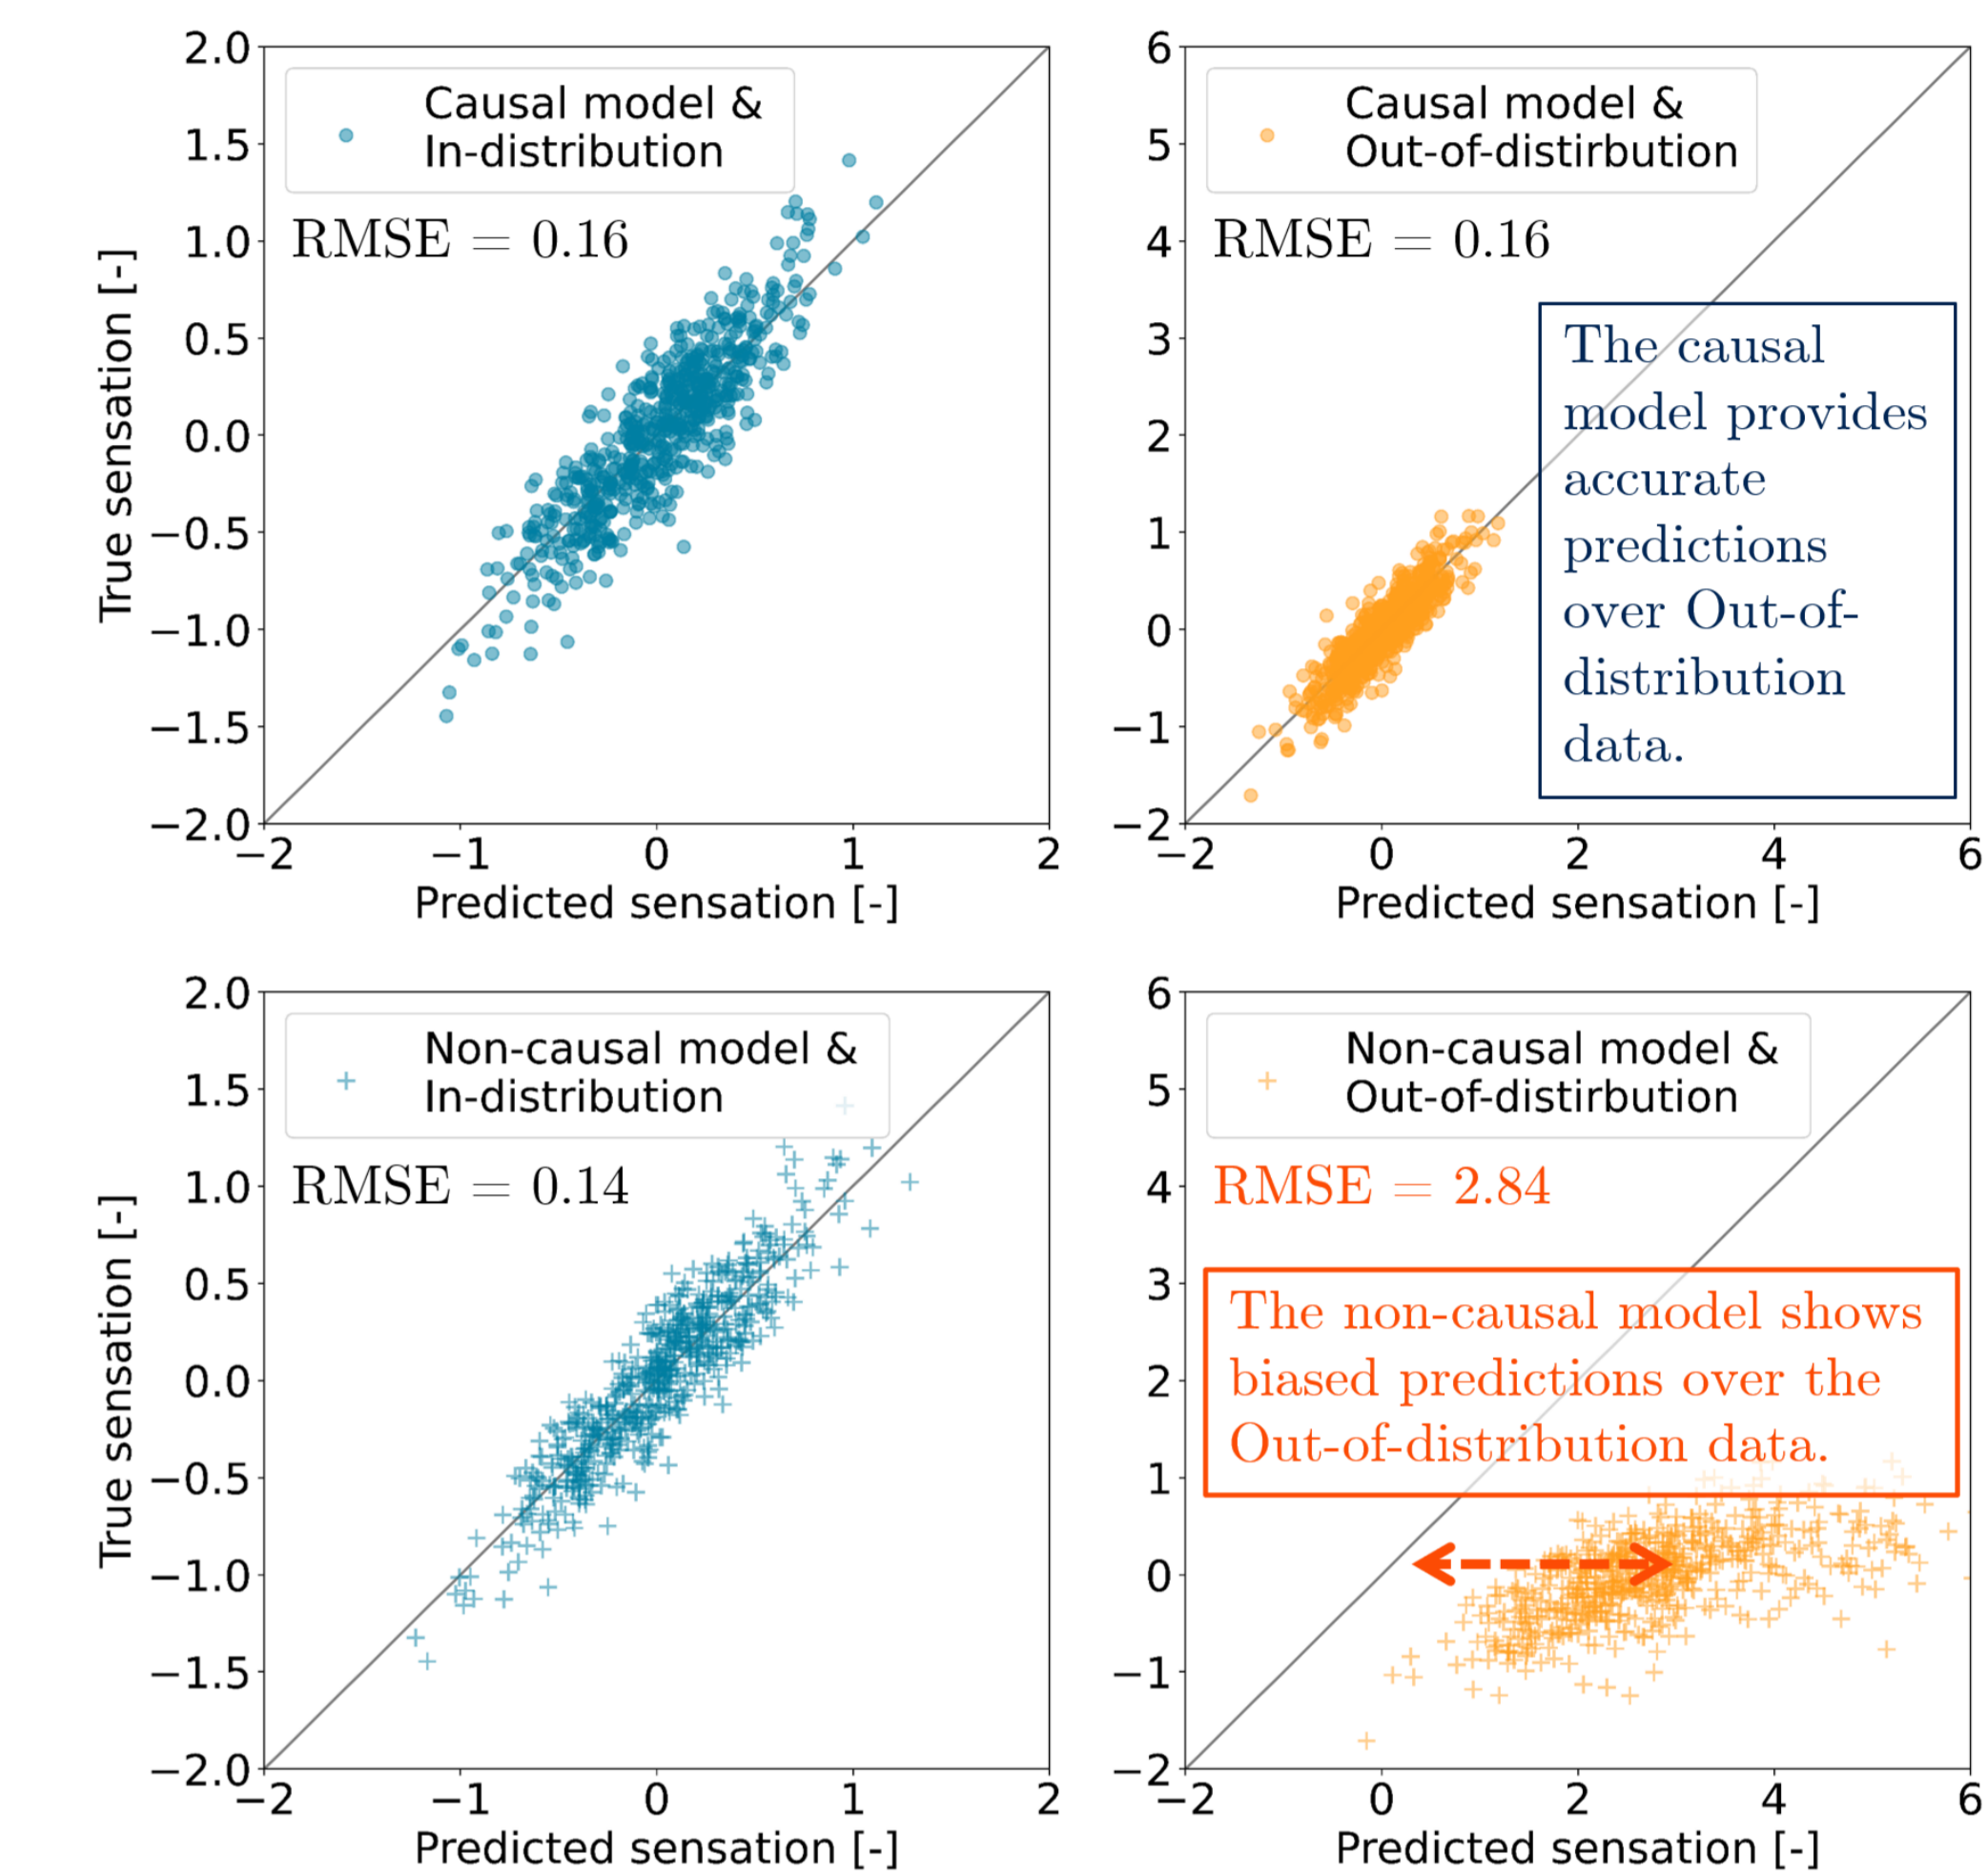 2.0
1.5
1.0
0.5
0.0
−0.5
−1.0
−1.5
−2.0
True sensation [-]
Causal model &
In-distribution
RMSE = 0.16
−2 −1 0 1 2
Predicted sensation [-]
6
5
4
3
2
1
0
−1
−2
Causal model &
Out-of-distirbution
RMSE = 0.16
The causal
model provides
accurate
predictions
over Out-of-
distribution
data.
−2 0 2 4 6
Predicted sensation [-]
2.0
1.5
1.0
0.5
0.0
−0.5
−1.0
−1.5
−2.0
True sensation [-]
Non-causal model &
In-distribution
RMSE = 0.14
−2 −1 0 1 2
Predicted sensation [-]
6
5
4
3
2
1
0
−1
−2
Non-causal model &
Out-of-distirbution
RMSE = 2.84
The non-causal model shows
biased predictions over the
Out-of-distribution data.
−2 0 2 4 6
Predicted sensation [-]